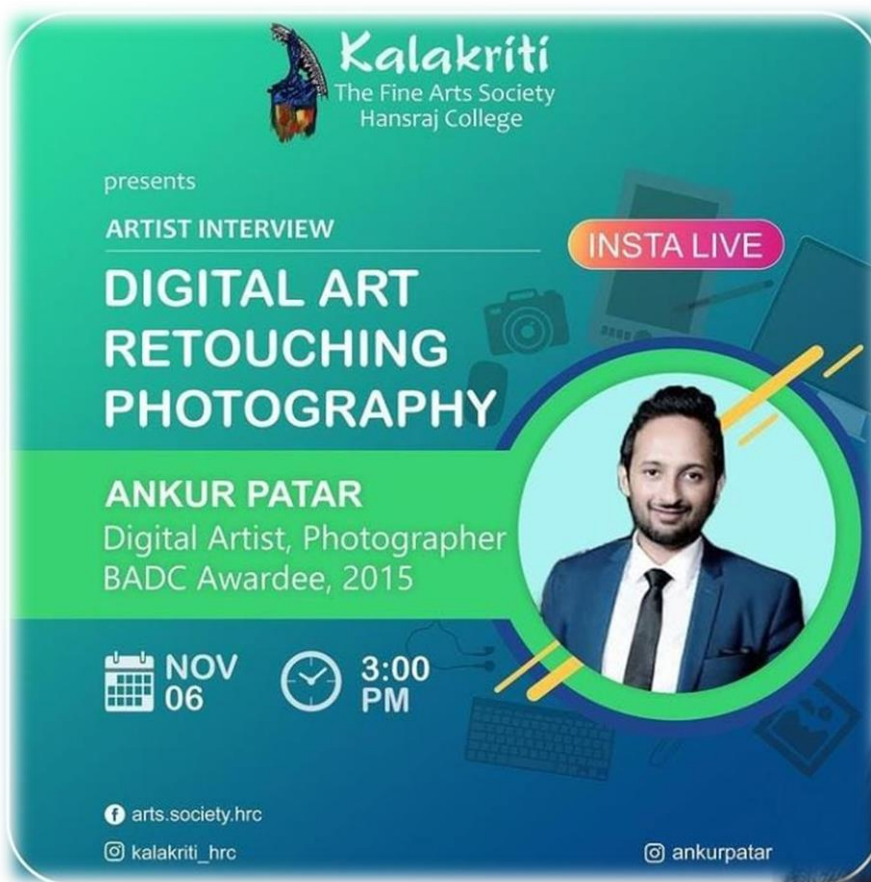 Kalakriti
The Fine Arts Society
Hansraj College
presents
ARTIST INTERVIEW
INSTA LIVE
DIGITAL ART
RETOUCHING
PHOTOGRAPHY
ANKUR PATAR
Digital Artist, Photographer
BADC Awardee, 2015
NOV
06
3:00
PM
arts.society.hrc
kalakriti_hrc
ankurpatar